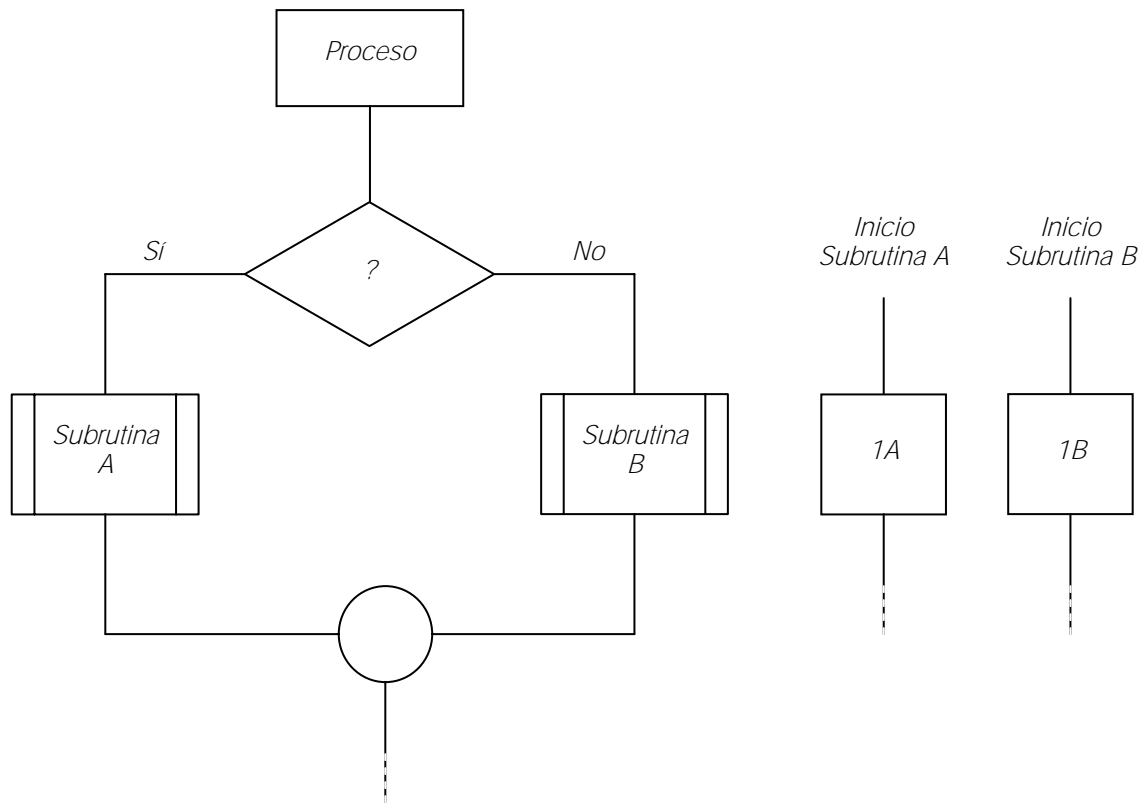 Proceso
Sí
?
No
Inicio
Subrutina A
Inicio
Subrutina B
Subrutina
A
Subrutina
B
1A
1B